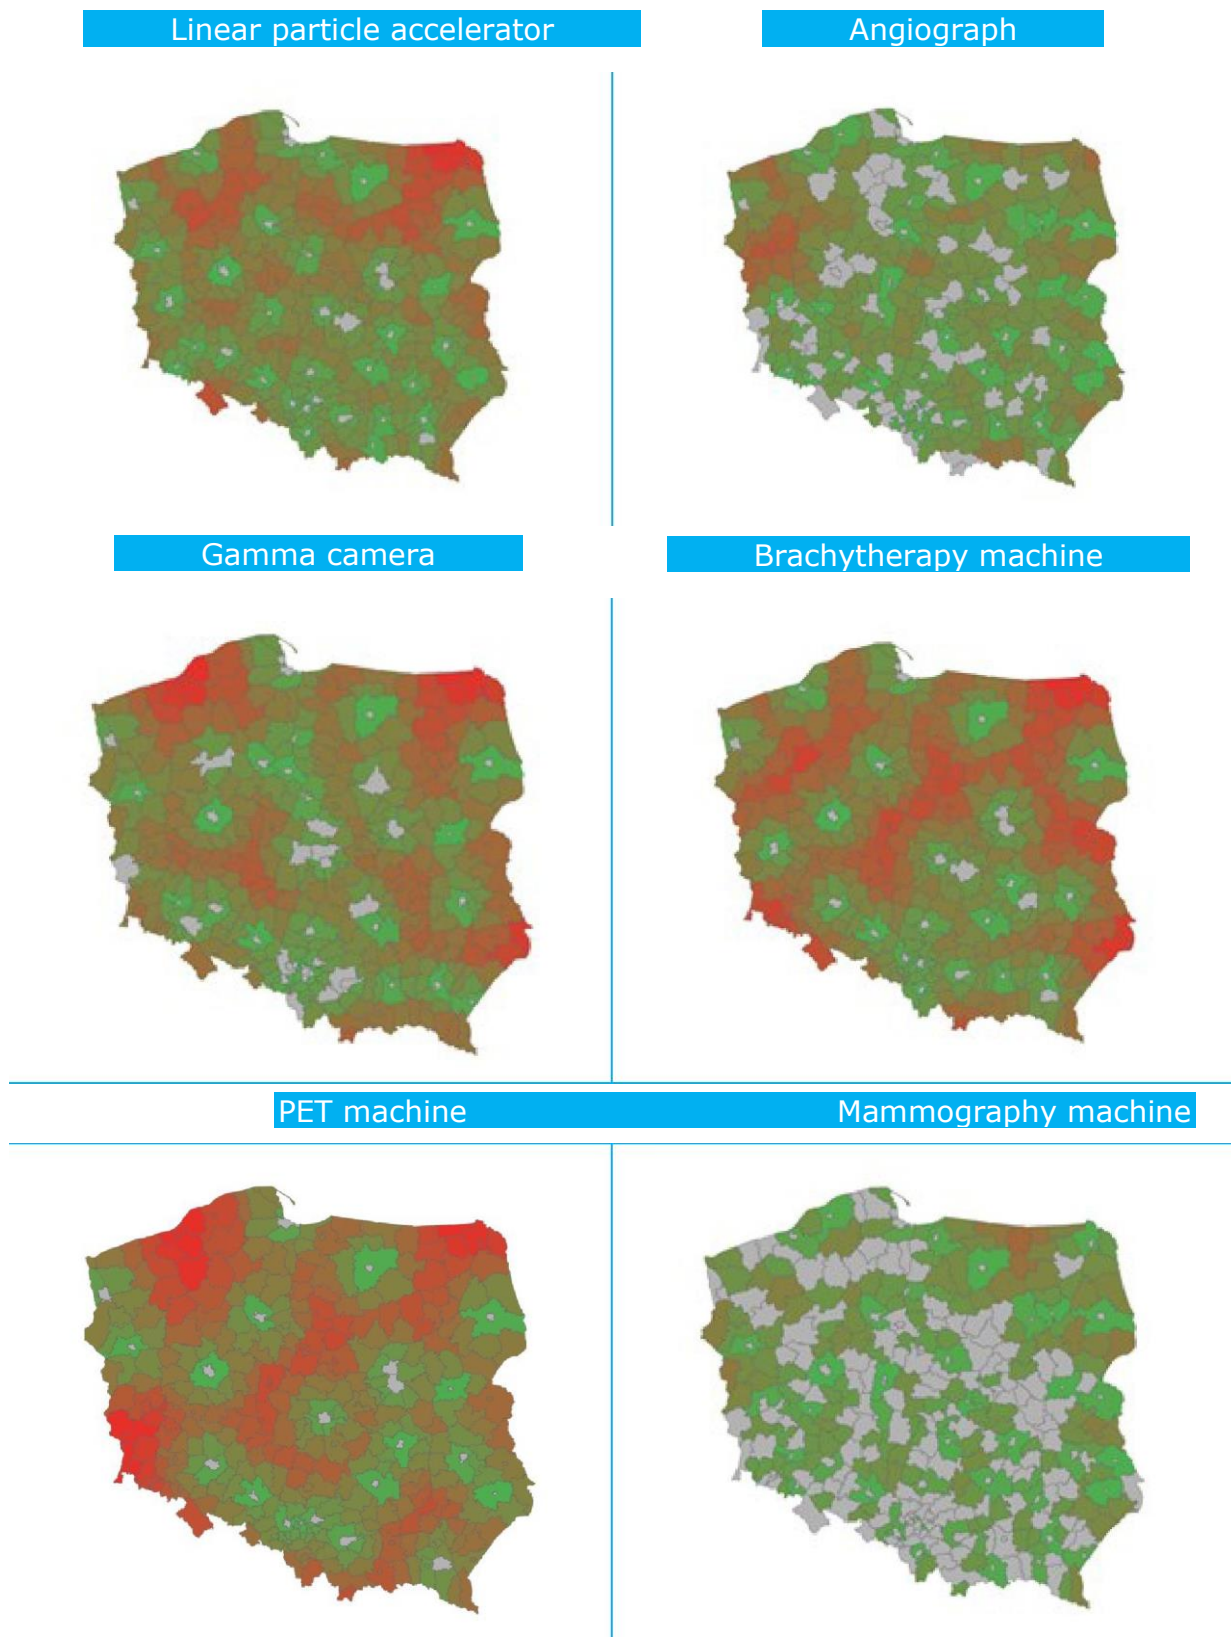 Linear particle accelerator
Angiograph
Gamma camera
Brachytherapy machine
PET machine
Mammography machine